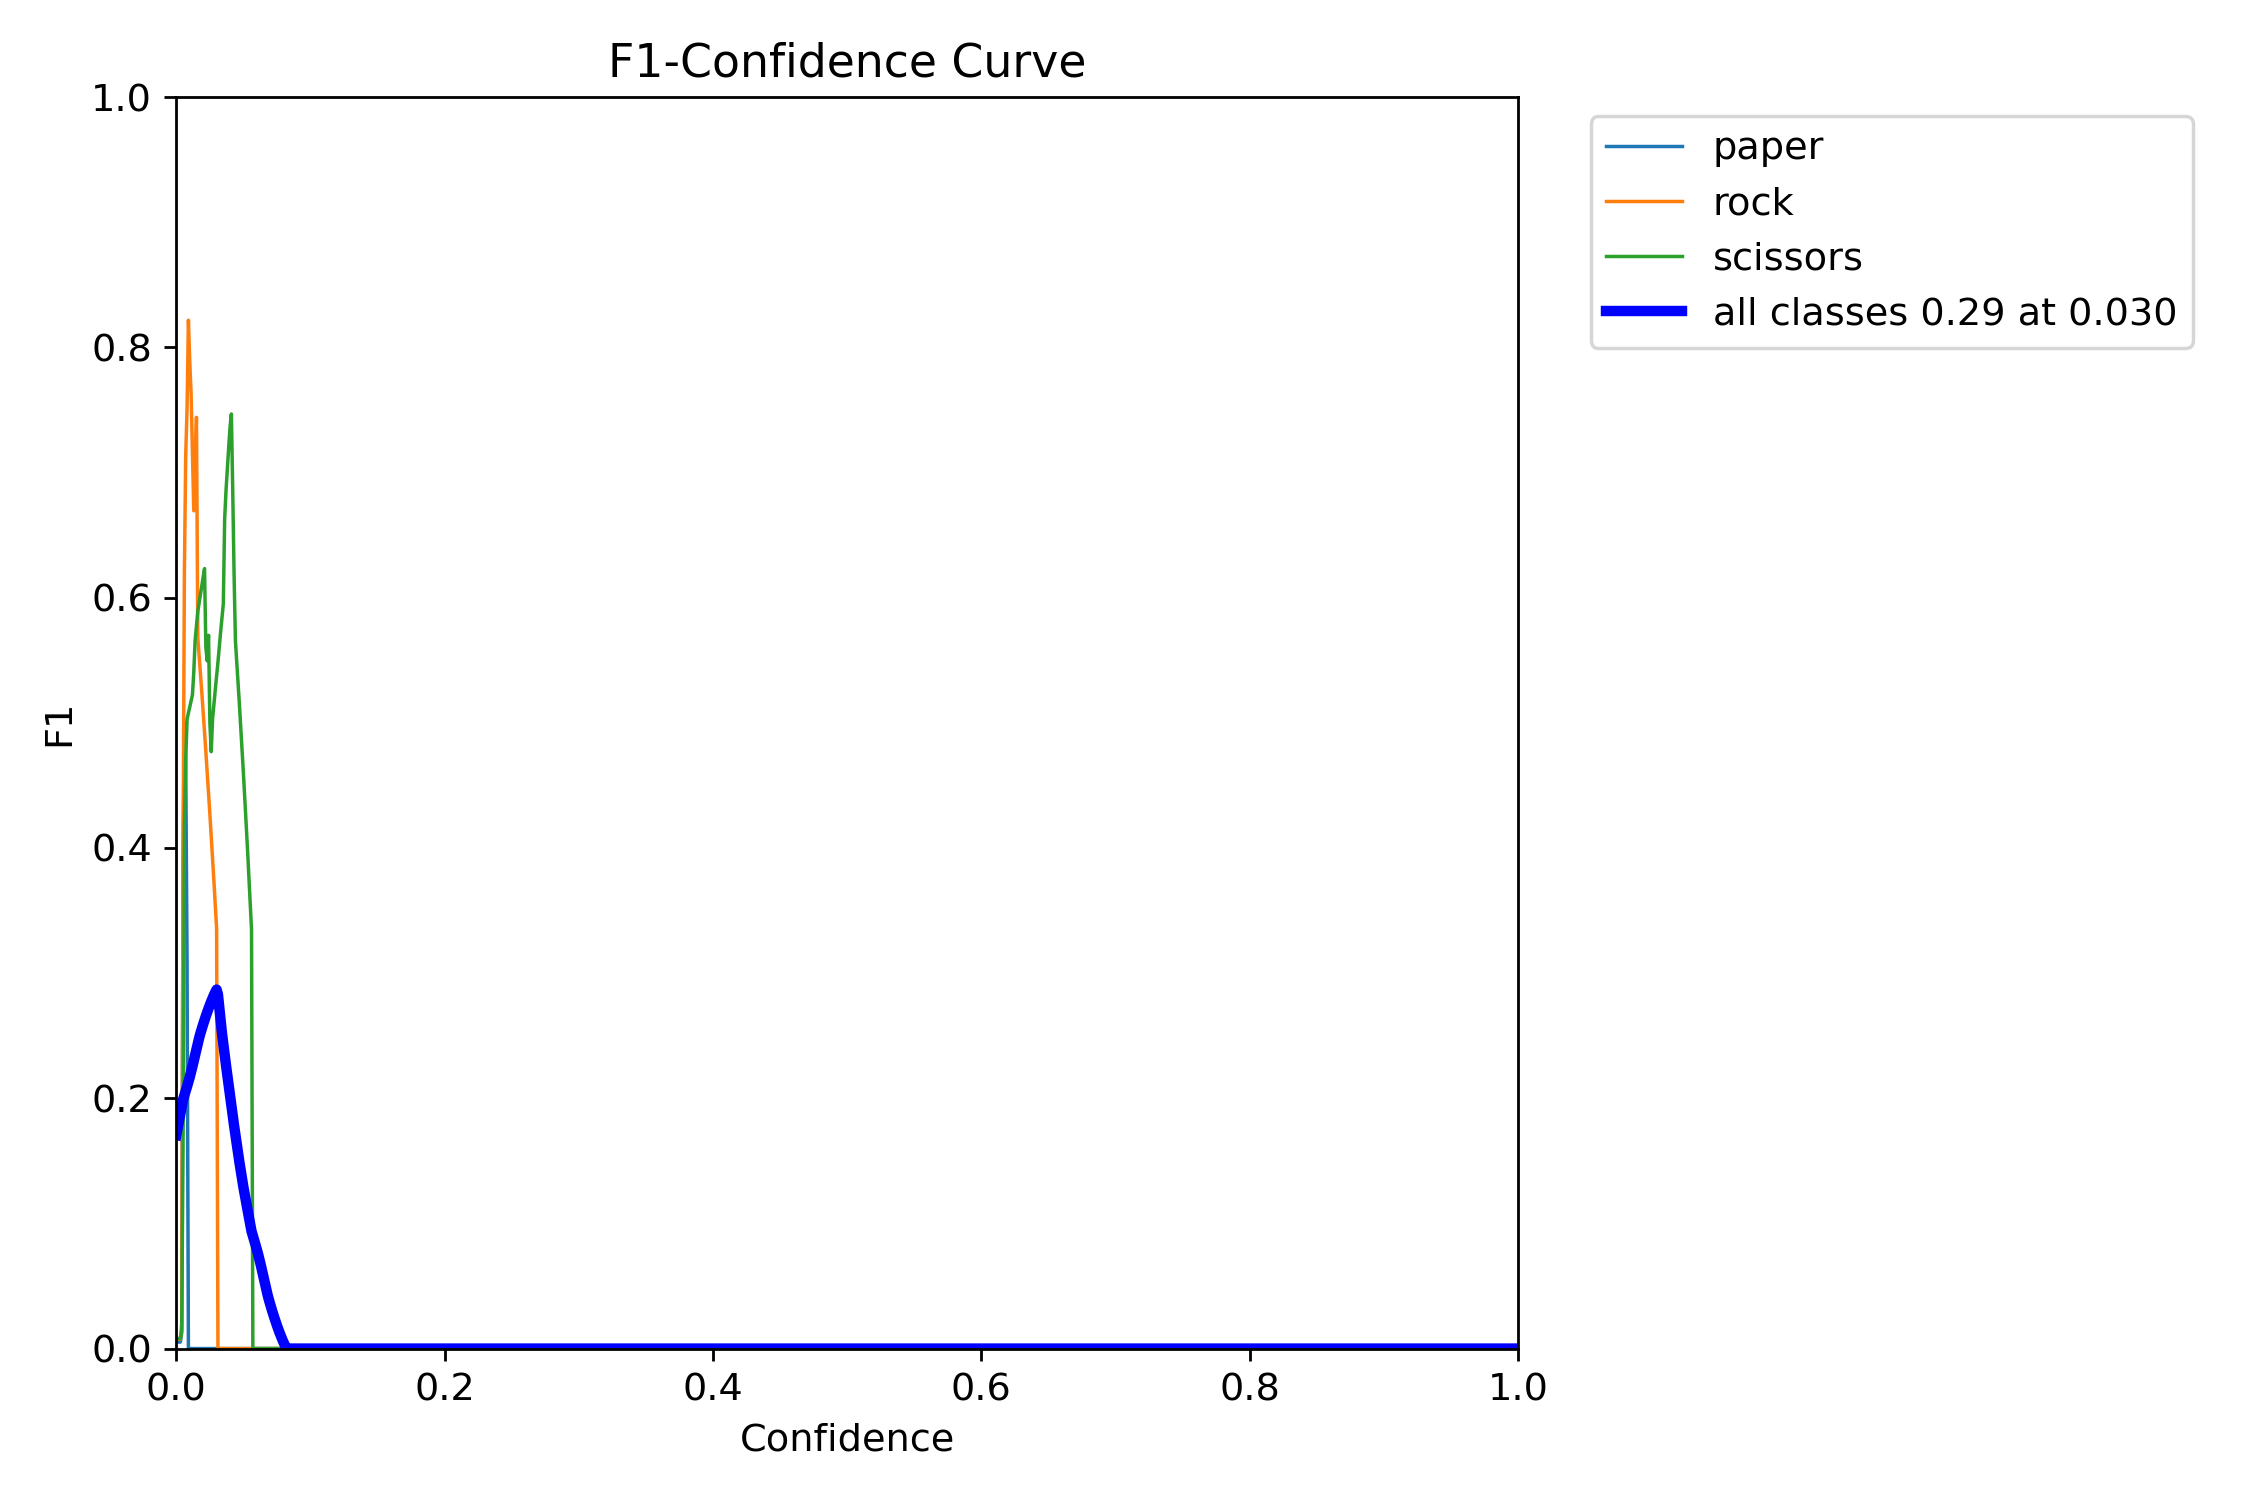 F1-Confidence Curve
1.0
0.8
0.6
0.4
0.2
0.0
F1
0.0 0.2 0.4 0.6 0.8 1.0
Confidence
paper
rock
scissors
all classes 0.29 at 0.030